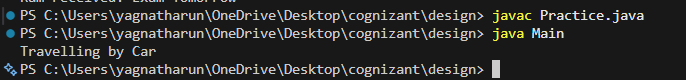 PS C:\Users\yagnatharun\OneDrive\Desktop\cognizant\design> javac Practice.java
PS C:\Users\yagnatharun\OneDrive\Desktop\cognizant\design> java Main
Travelling by Car
PS C:\Users\yagnatharun\OneDrive\Desktop\cognizant\design>